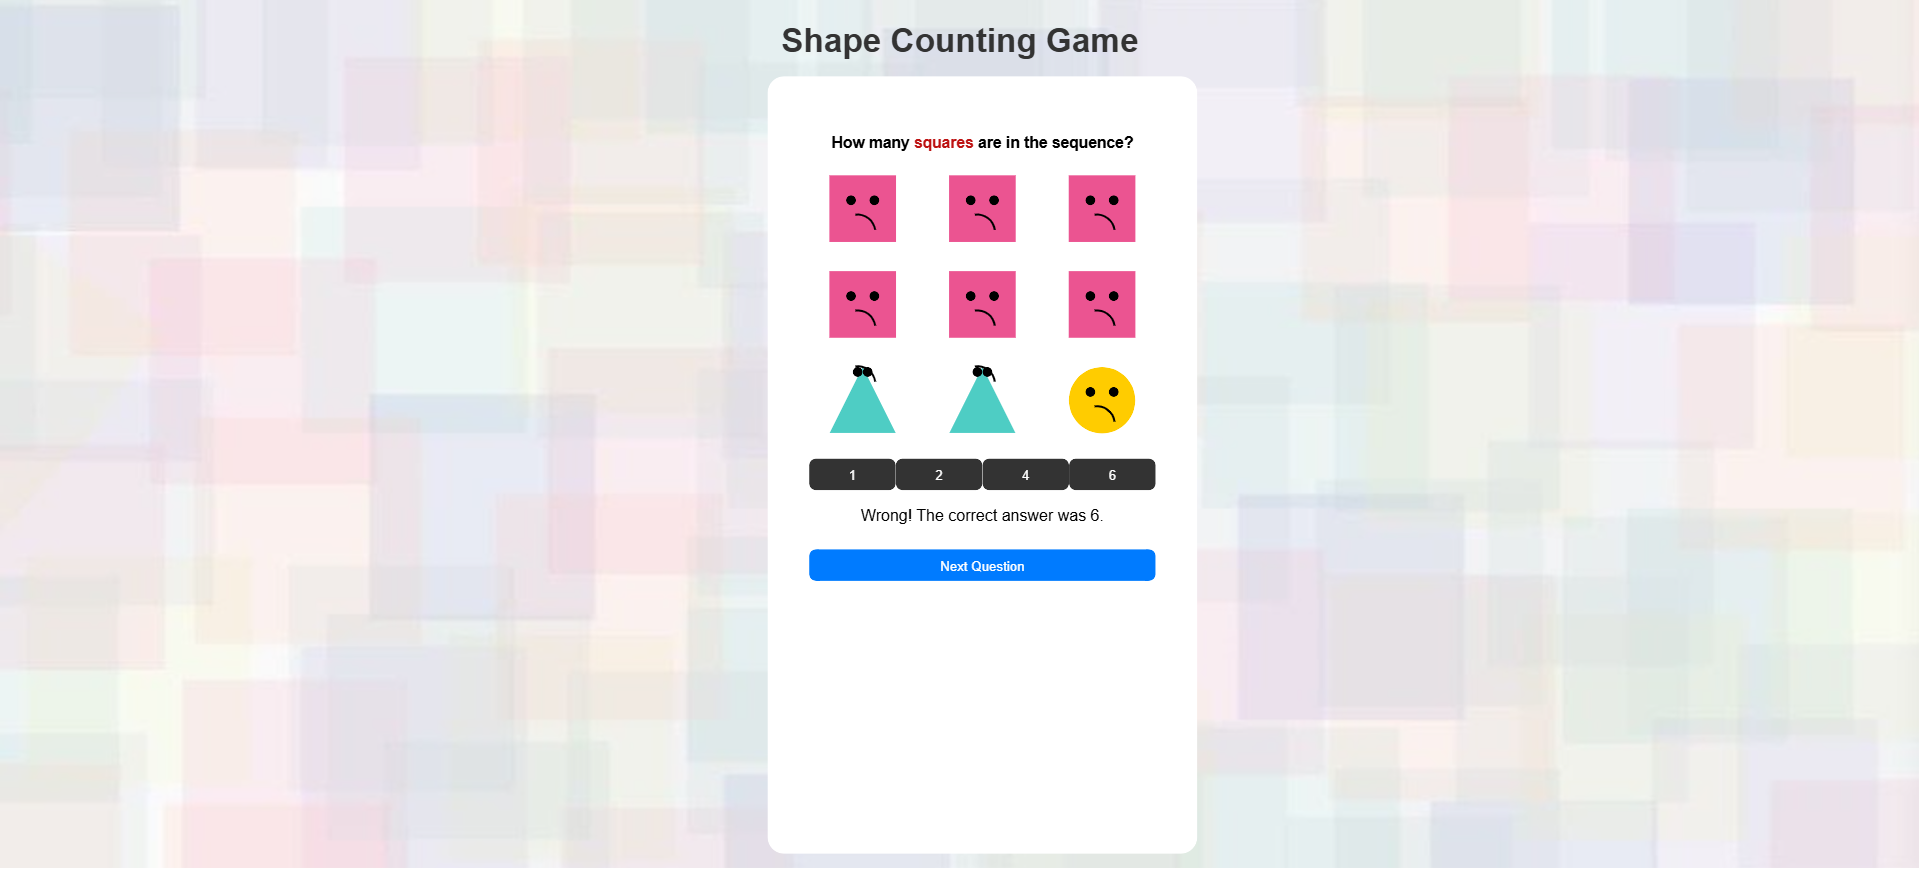 Shape Counting Game
How many squares are in the sequence?
1 2 4 6
Wrong! The correct answer was 6.
Next Question